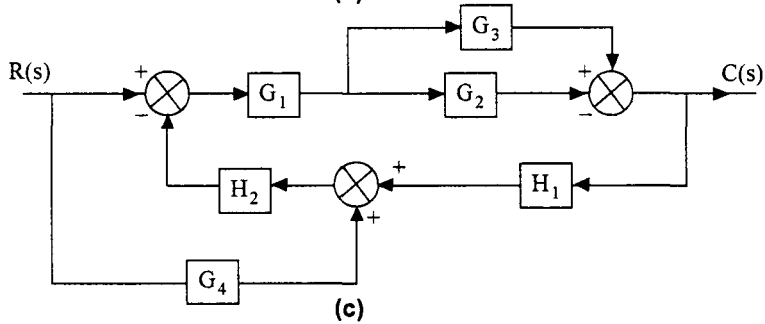 G3
R(s)
+
+
C(s)
G1
G2
−
−
+
H2
H1
+
G4
(c)